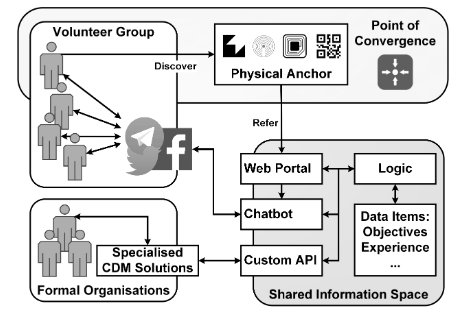 Volunteer Group
Point of
Convergence
Discover
Physical Anchor
Refer
Web Portal
Logic
Chatbot
Data Items:
Objectives
Experience
...
Specialised
CDM Solutions
Custom API
Formal Organisations
Shared Information Space